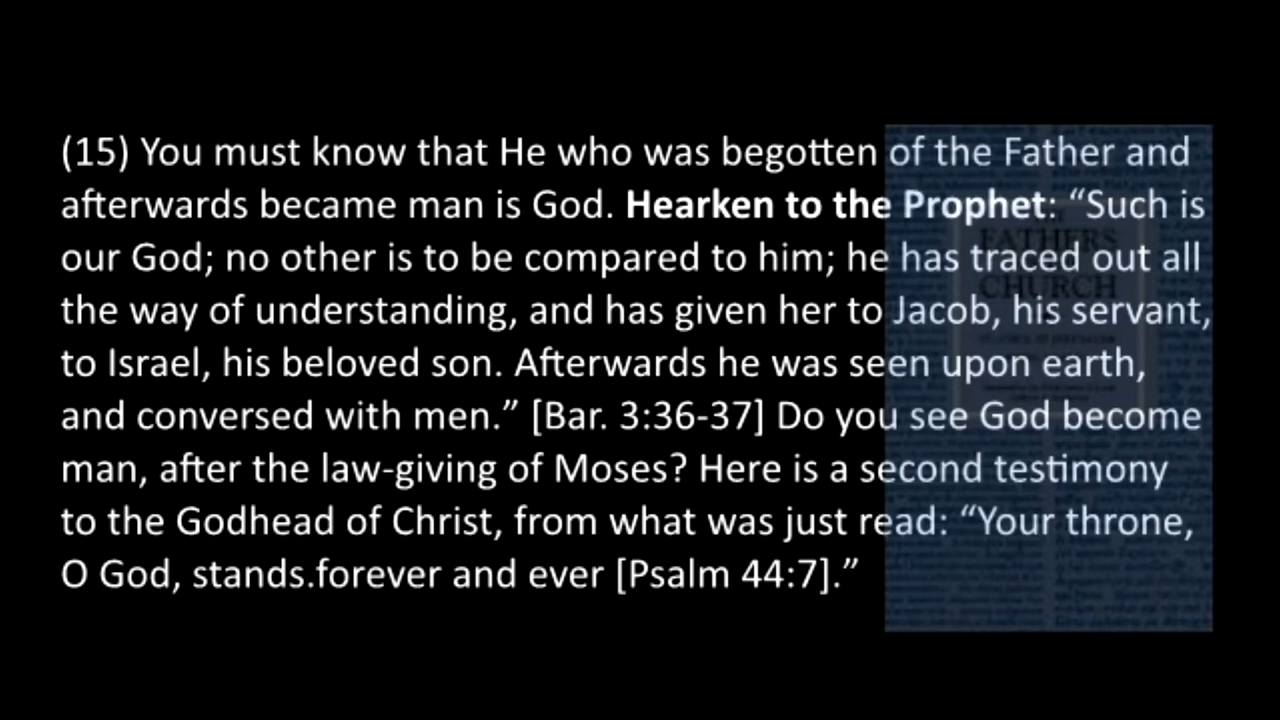 (15) You must know that He who was begotten of the Father and
afterwards became man is God. Hearken to the Prophet: “Such is
our God; no other is to be compared to him; he has traced out all
the way of understanding, and has given her to Jacob, his servant,
to Israel, his beloved son. Afterwards he was seen upon earth,
and conversed with men.” [Bar. 3:36-37] Do you see God become
man, after the law-giving of Moses? Here is a second testimony
to the Godhead of Christ, from what was just read: “Your throne,
O God, stands.forever and ever [Psalm 44:7].”
FATHERS
CHURCH